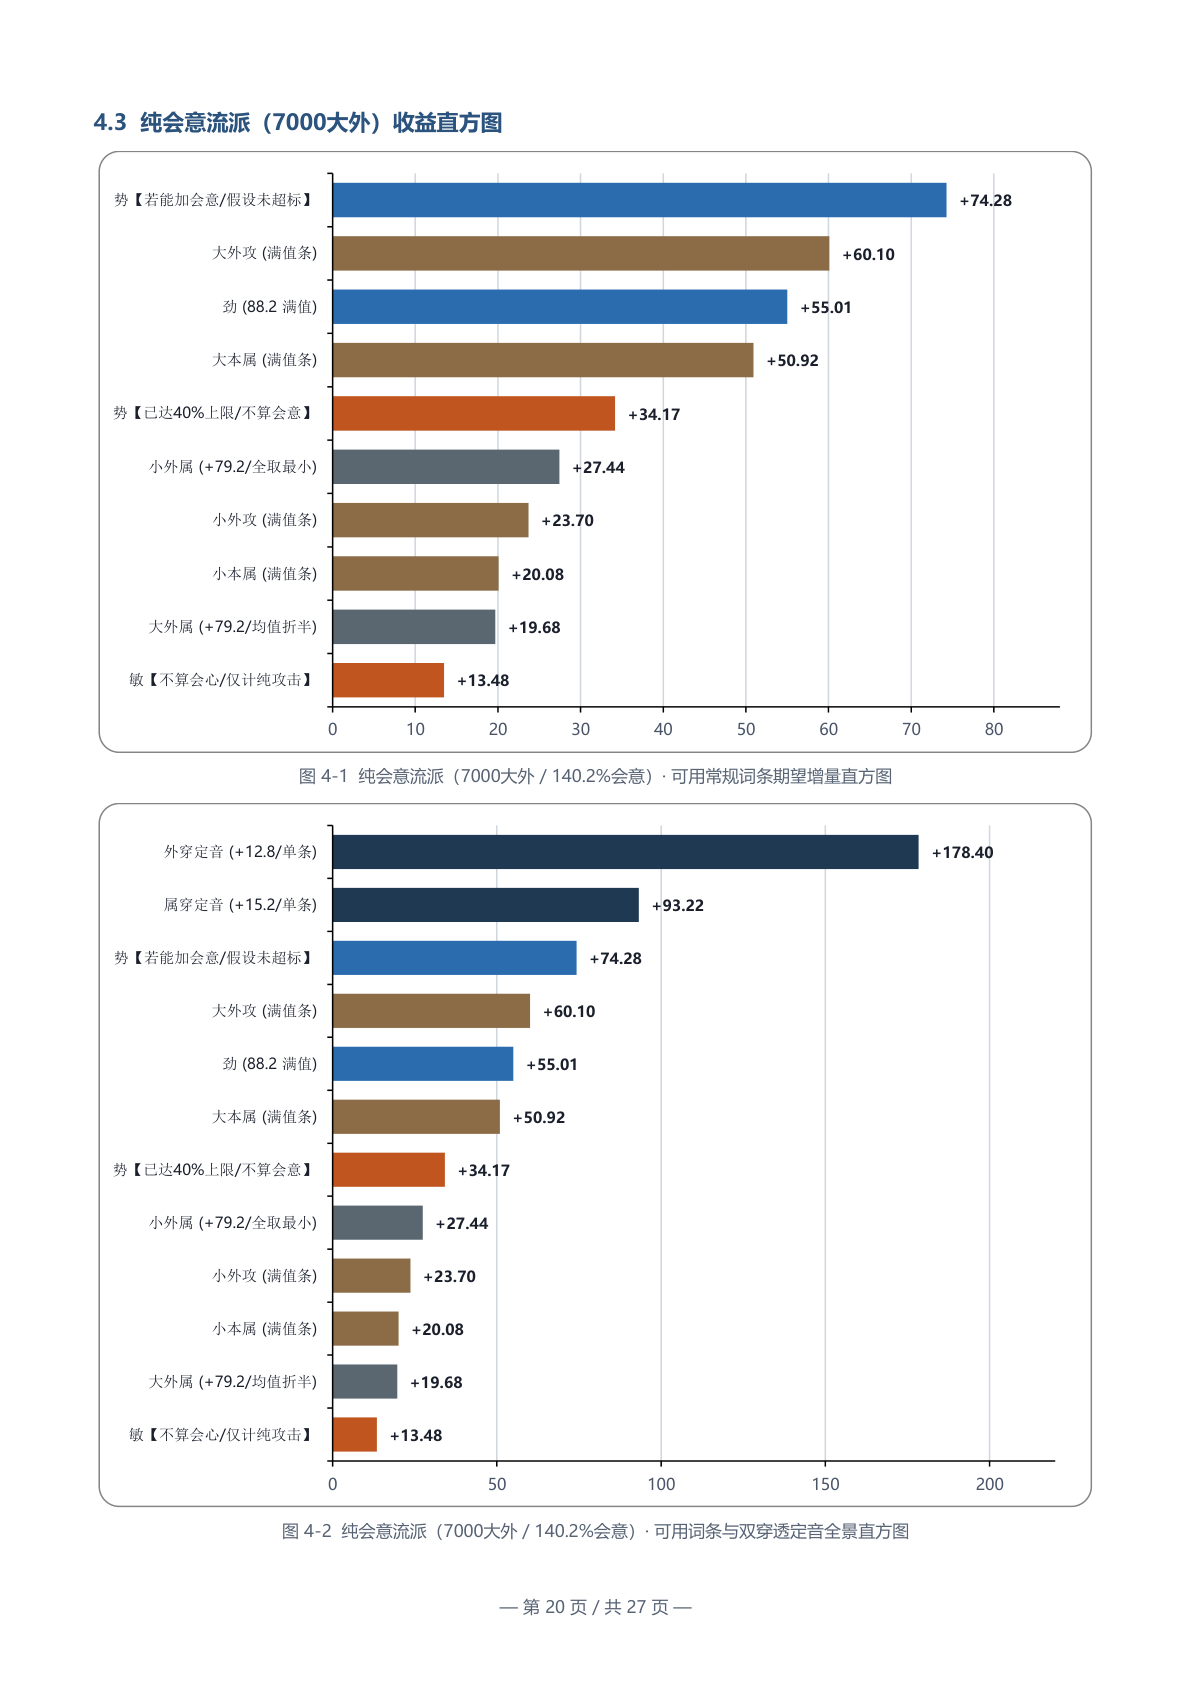 4.3 纯会意流派（7000大外）收益直方图
势【若能加会意/假设未超标】 +74.28
大外攻 (满值条) +60.10
劲 (88.2 满值) +55.01
大本属 (满值条) +50.92
势【已达40%上限/不算会意】 +34.17
小外属 (+79.2/全取最小) +27.44
小外攻 (满值条) +23.70
小本属 (满值条) +20.08
大外属 (+79.2/均值折半) +19.68
敏【不算会心/仅计纯攻击】 +13.48
0 10 20 30 40 50 60 70 80
图 4-1 纯会意流派（7000大外 / 140.2%会意）· 可用常规词条期望增量直方图
外穿定音 (+12.8/单条) +178.40
属穿定音 (+15.2/单条) +93.22
势【若能加会意/假设未超标】 +74.28
大外攻 (满值条) +60.10
劲 (88.2 满值) +55.01
大本属 (满值条) +50.92
势【已达40%上限/不算会意】 +34.17
小外属 (+79.2/全取最小) +27.44
小外攻 (满值条) +23.70
小本属 (满值条) +20.08
大外属 (+79.2/均值折半) +19.68
敏【不算会心/仅计纯攻击】 +13.48
0 50 100 150 200
图 4-2 纯会意流派（7000大外 / 140.2%会意）· 可用词条与双穿透定音全景直方图
— 第 20 页 / 共 27 页 —